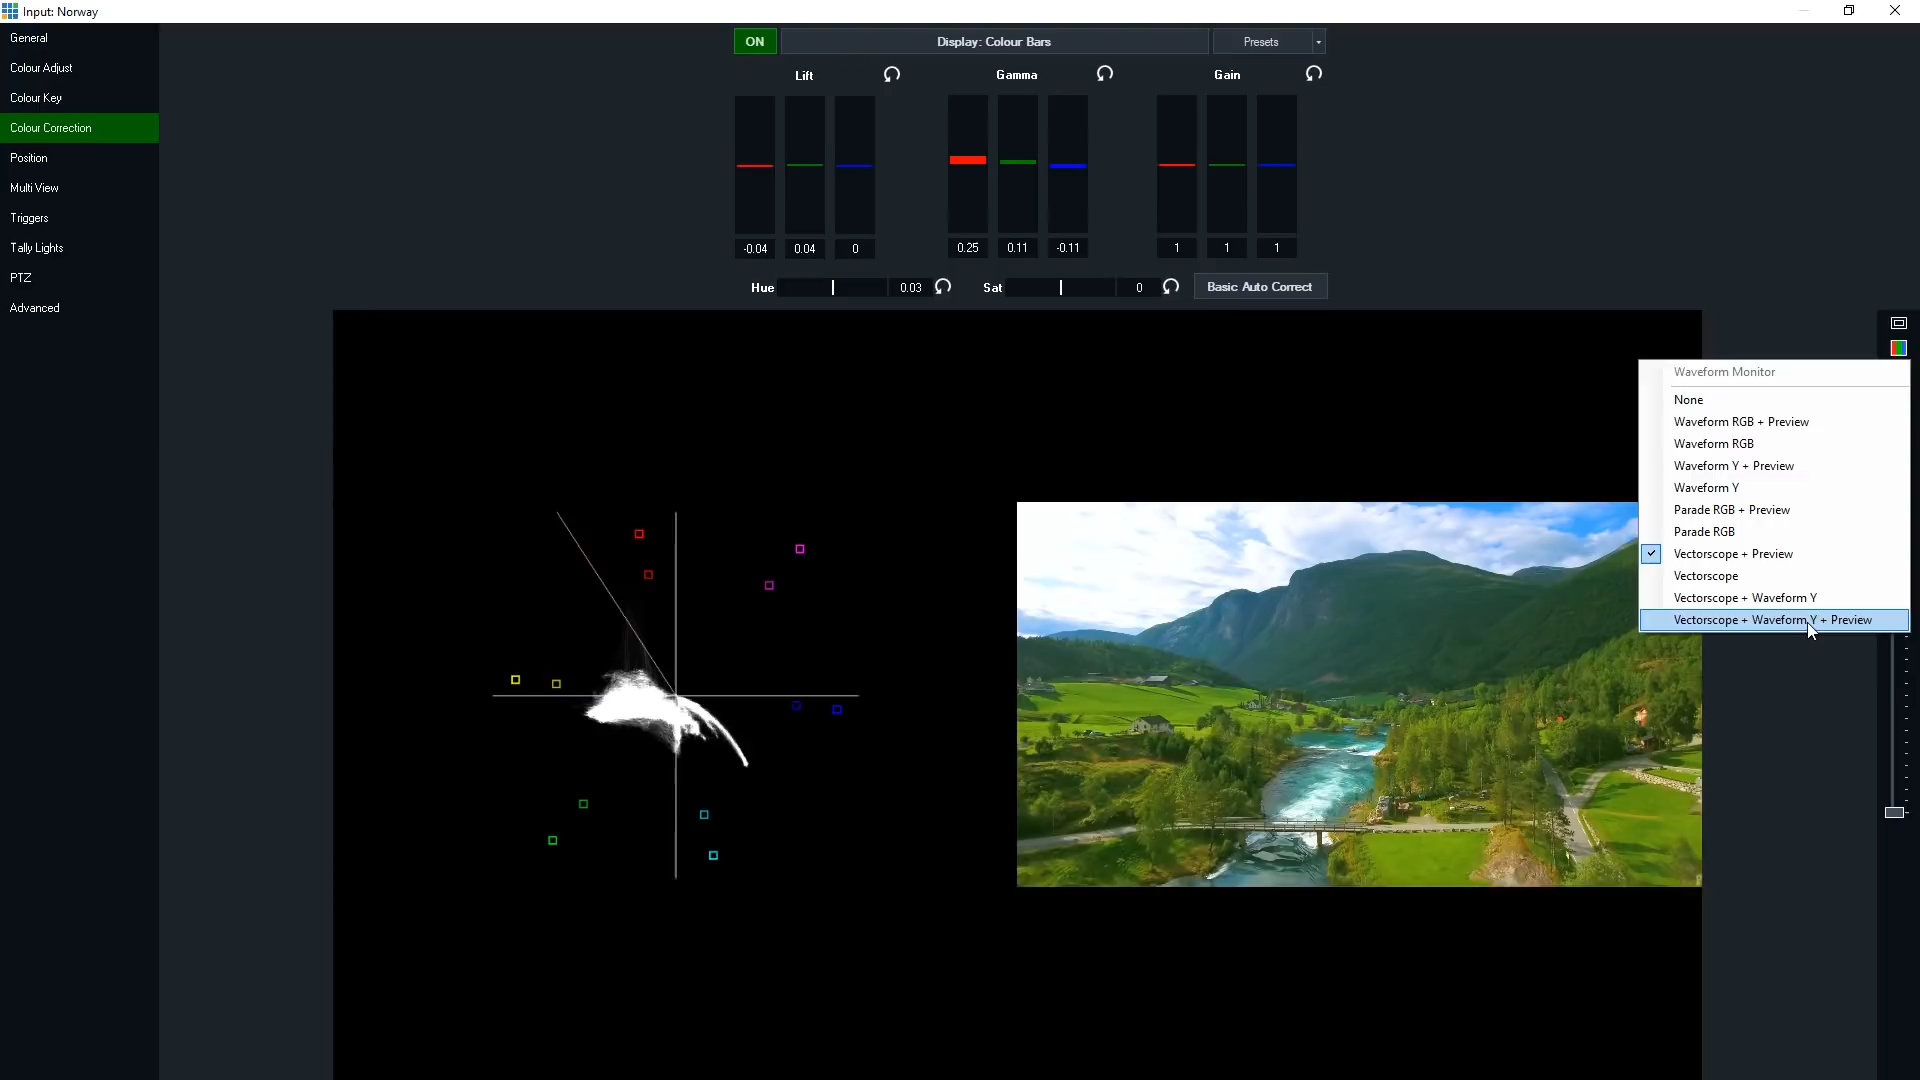 Input: Norway
General
Colour Adjust
Colour Key
Colour Correction
Position
Multi View
Triggers
Tally Lights
PTZ
Advanced
ON
Display: Colour Bars
Presets
Lift
Gamma
Gain
-0.04
0.04
0
0.25
0.11
-0.11
1
1
1
Hue
0.03
Sat
0
Basic Auto Correct
Waveform Monitor
None
Waveform RGB + Preview
Waveform RGB
Waveform Y + Preview
Waveform Y
Parade RGB + Preview
Parade RGB
Vectorscope + Preview
Vectorscope
Vectorscope + Waveform Y
Vectorscope + Waveform Y + Preview